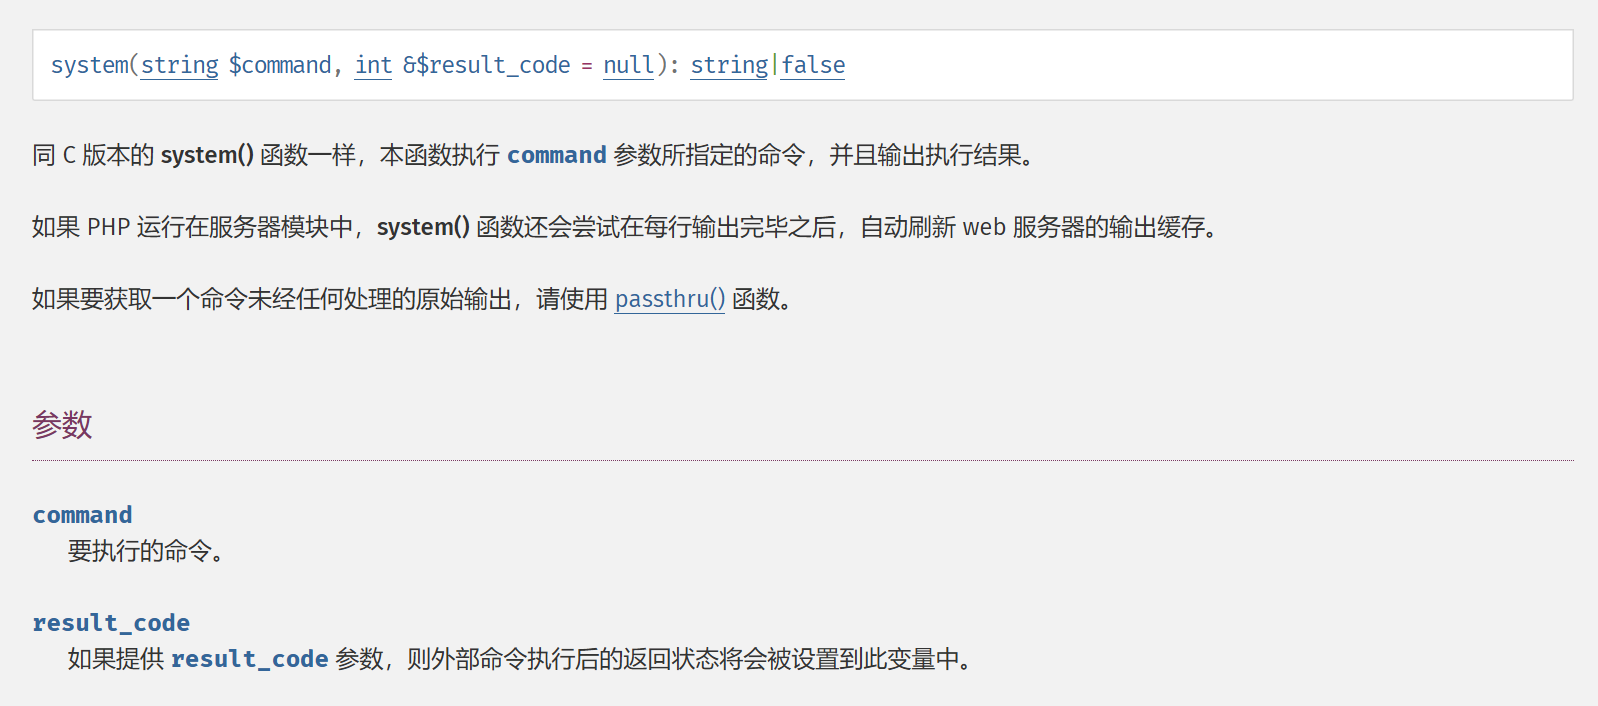 system(string $command, int &$result_code = null): string|false
同 C 版本的 system() 函数一样，本函数执行 command 参数所指定的命令，并且输出执行结果。
如果 PHP 运行在服务器模块中，system() 函数还会尝试在每行输出完毕之后，自动刷新 web 服务器的输出缓存。
如果要获取一个命令未经任何处理的原始输出，请使用 passthru() 函数。
参数
command
要执行的命令。
result_code
如果提供 result_code 参数，则外部命令执行后的返回状态将会被设置到此变量中。